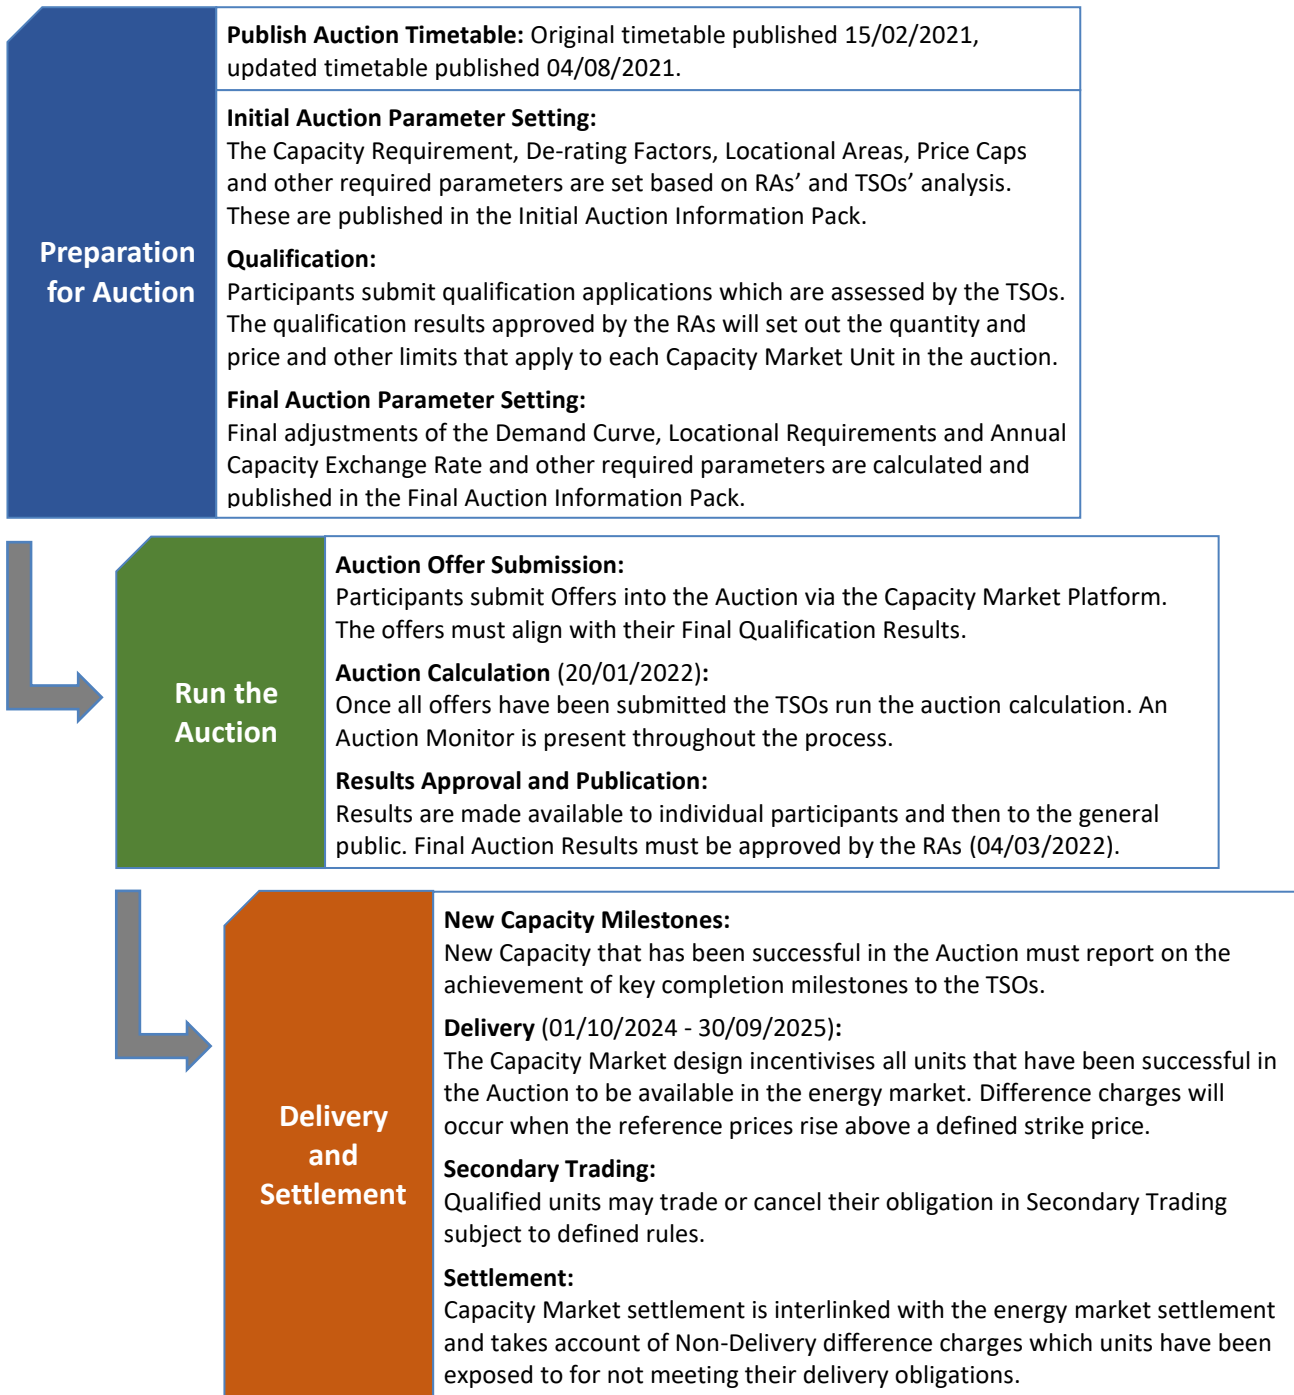 Preparation
for Auction
Publish Auction Timetable: Original timetable published 15/02/2021,
updated timetable published 04/08/2021.
Initial Auction Parameter Setting:
The Capacity Requirement, De-rating Factors, Locational Areas, Price Caps
and other required parameters are set based on RAs’ and TSOs’ analysis.
These are published in the Initial Auction Information Pack.
Qualification:
Participants submit qualification applications which are assessed by the TSOs.
The qualification results approved by the RAs will set out the quantity and
price and other limits that apply to each Capacity Market Unit in the auction.
Final Auction Parameter Setting:
Final adjustments of the Demand Curve, Locational Requirements and Annual
Capacity Exchange Rate and other required parameters are calculated and
published in the Final Auction Information Pack.
Run the
Auction
Auction Offer Submission:
Participants submit Offers into the Auction via the Capacity Market Platform.
The offers must align with their Final Qualification Results.
Auction Calculation (20/01/2022):
Once all offers have been submitted the TSOs run the auction calculation. An
Auction Monitor is present throughout the process.
Results Approval and Publication:
Results are made available to individual participants and then to the general
public. Final Auction Results must be approved by the RAs (04/03/2022).
Delivery
and
Settlement
New Capacity Milestones:
New Capacity that has been successful in the Auction must report on the
achievement of key completion milestones to the TSOs.
Delivery (01/10/2024 - 30/09/2025):
The Capacity Market design incentivises all units that have been successful in
the Auction to be available in the energy market. Difference charges will
occur when the reference prices rise above a defined strike price.
Secondary Trading:
Qualified units may trade or cancel their obligation in Secondary Trading
subject to defined rules.
Settlement:
Capacity Market settlement is interlinked with the energy market settlement
and takes account of Non-Delivery difference charges which units have been
exposed to for not meeting their delivery obligations.